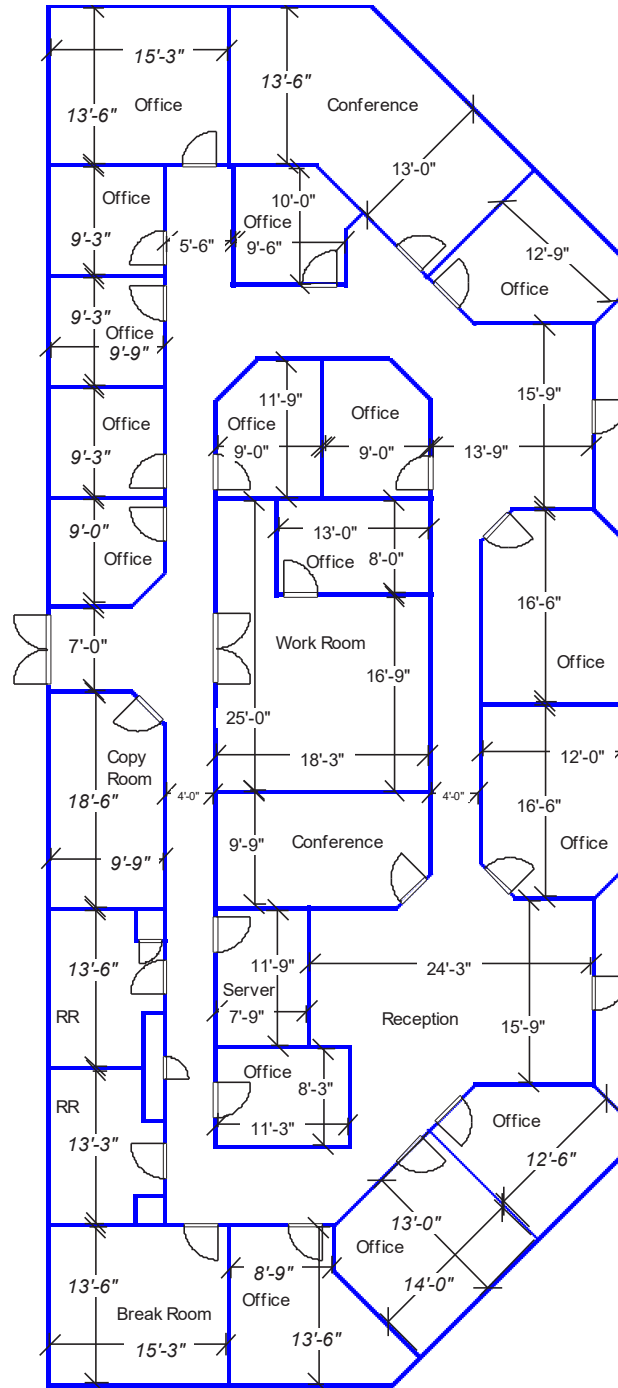 15'-3"
13'-6"
Office
13'-6"
Conference
13'-0"
Office
9'-3"
5'-6"
10'-0"
Office
9'-6"
12'-9"
Office
9'-3"
Office
9'-9"
15'-9"
11'-9"
Office
9'-0"
Office
9'-0"
13'-9"
Office
9'-3"
9'-0"
Office
13'-0"
Office
8'-0"
16'-6"
Office
7'-0"
Work Room
16'-9"
25'-0"
18'-3"
Copy
Room
18'-6"
9'-9"
4'-0"
4'-0"
12'-0"
16'-6"
Office
9'-9"
Conference
13'-6"
RR
11'-9"
Server
7'-9"
24'-3"
Reception
15'-9"
RR
13'-3"
Office
8'-3"
11'-3"
Office
12'-6"
13'-0"
Office
14'-0"
13'-6"
Break Room
15'-3"
8'-9"
Office
13'-6"